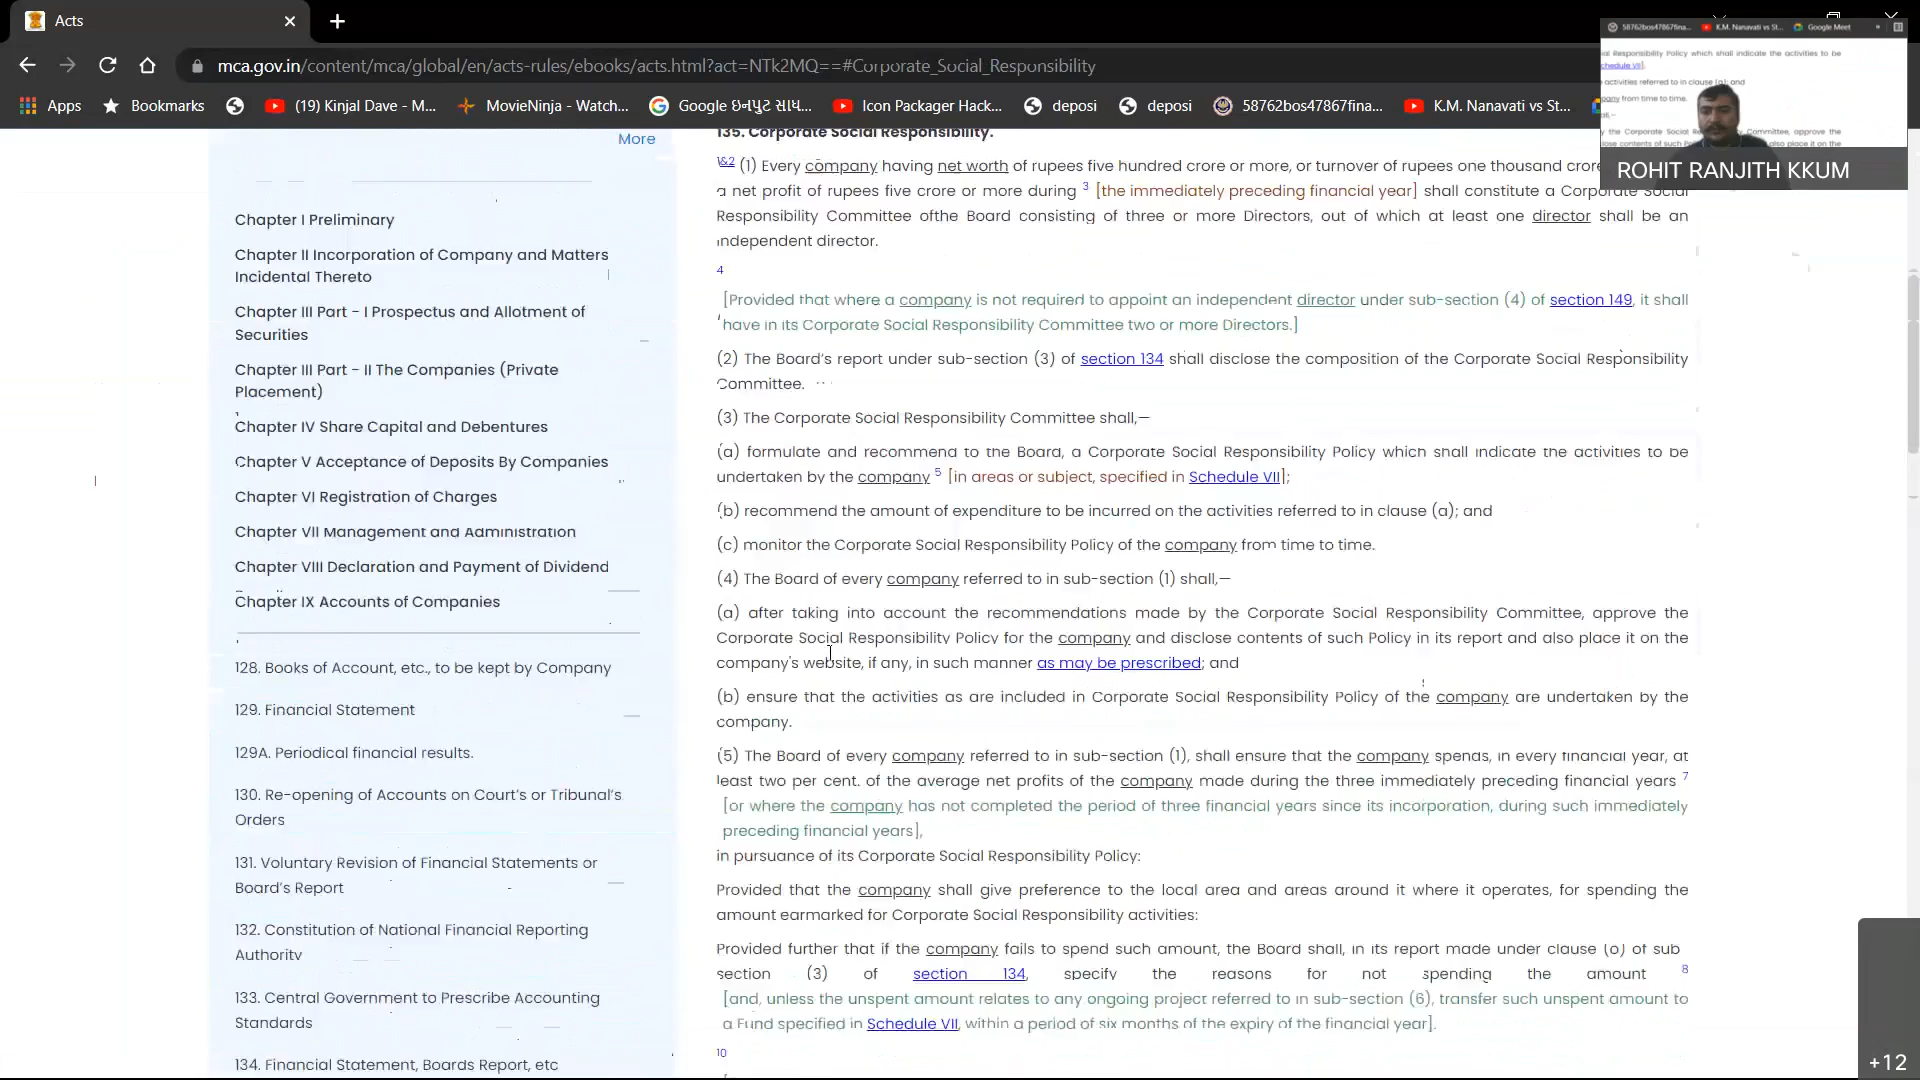 Acts
mca.gov.in/content/mca/global/en/acts-rules/ebooks/acts.html?act=NTk2MQ==#Corporate_Social_Responsibility
Apps Bookmarks (19) Kinjal Dave - M... MovieNinja - Watch... Google ઇનપુટ સાધ... Icon Packager Hack... deposi deposi 58762bos47867fina... K.M. Nanavati vs St...
58762bos47867fina... K.M. Nanavati vs St... Google Meet
ROHIT RANJITH KKUM
More
Chapter I Preliminary
Chapter II Incorporation of Company and Matters
Incidental Thereto
Chapter III Part - I Prospectus and Allotment of
Securities
Chapter III Part - II The Companies (Private
Placement)
Chapter IV Share Capital and Debentures
Chapter V Acceptance of Deposits By Companies
Chapter VI Registration of Charges
Chapter VII Management and Administration
Chapter VIII Declaration and Payment of Dividend
Chapter IX Accounts of Companies
128. Books of Account, etc., to be kept by Company
129. Financial Statement
129A. Periodical financial results.
130. Re-opening of Accounts on Court's or Tribunal's
Orders
131. Voluntary Revision of Financial Statements or
Board's Report
132. Constitution of National Financial Reporting
Authority
133. Central Government to Prescribe Accounting
Standards
134. Financial Statement, Boards Report, etc
135. Corporate Social Responsibility.
1&2 (1) Every company having net worth of rupees five hundred crore or more, or turnover of rupees one thousand
a net profit of rupees five crore or more during 3 [the immediately preceding financial year] shall constitute a Corporate Social
Responsibility Committee ofthe Board consisting of three or more Directors, out of which at least one director shall be an
independent director.
4
[Provided that where a company is not required to appoint an independent director under sub-section (4) of section 149, it shall
have in its Corporate Social Responsibility Committee two or more Directors.]
(2) The Board's report under sub-section (3) of section 134 shall disclose the composition of the Corporate Social Responsibility
Committee.
(3) The Corporate Social Responsibility Committee shall,—
(a) formulate and recommend to the Board, a Corporate Social Responsibility Policy which shall indicate the activities to be
undertaken by the company 5 [in areas or subject, specified in Schedule VII];
(b) recommend the amount of expenditure to be incurred on the activities referred to in clause (a); and
(c) monitor the Corporate Social Responsibility Policy of the company from time to time.
(4) The Board of every company referred to in sub-section (1) shall,—
(a) after taking into account the recommendations made by the Corporate Social Responsibility Committee, approve the
Corporate Social Responsibility Policy for the company and disclose contents of such Policy in its report and also place it on the
company's website, if any, in such manner as may be prescribed; and
(b) ensure that the activities as are included in Corporate Social Responsibility Policy of the company are undertaken by the
company.
(5) The Board of every company referred to in sub-section (1), shall ensure that the company spends, in every financial year, at
least two per cent. of the average net profits of the company made during the three immediately preceding financial years 7
[or where the company has not completed the period of three financial years since its incorporation, during such immediately
preceding financial years],
in pursuance of its Corporate Social Responsibility Policy:
Provided that the company shall give preference to the local area and areas around it where it operates, for spending the
amount earmarked for Corporate Social Responsibility activities:
Provided further that if the company fails to spend such amount, the Board shall, in its report made under clause (o) of sub
section (3) of section 134, specify the reasons for not spending the amount 8
[and, unless the unspent amount relates to any ongoing project referred to in sub-section (6), transfer such unspent amount to
a Fund specified in Schedule VII, within a period of six months of the expiry of the financial year].
10
+12